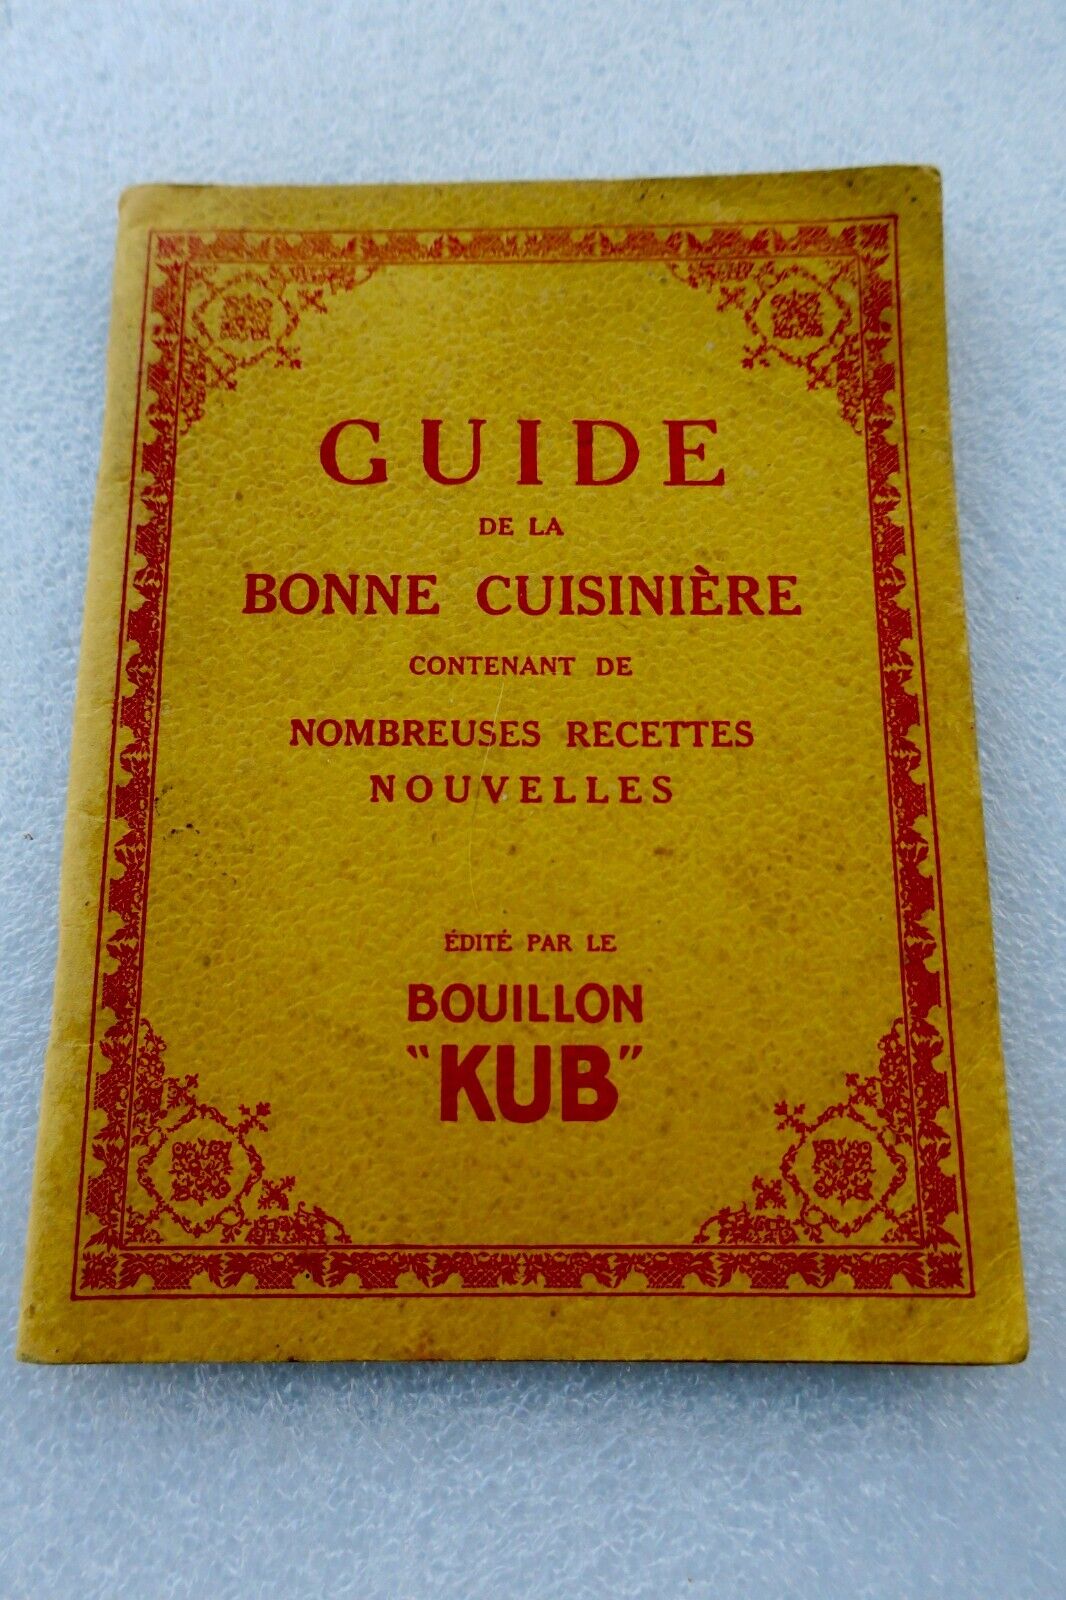 GUIDE
DE LA
BONNE CUISINIÈRE
CONTENANT DE
NOMBREUSES RECETTES
NOUVELLES
ÉDITÉ PAR LE
BOUILLON
"KUB"